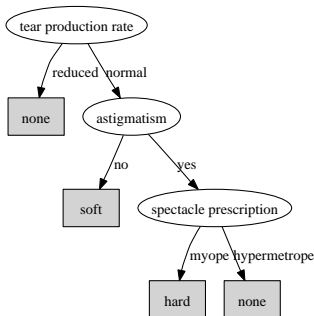 tear production rate
reduced normal
none
astigmatism
no yes
soft
spectacle prescription
myope hypermetrope
hard none